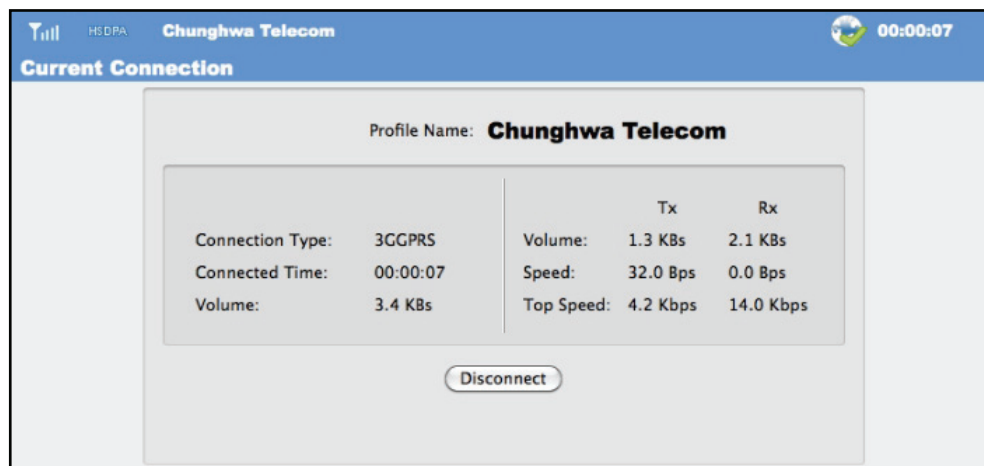 HSDPA Chunghwa Telecom 00:00:07
Current Connection
Profile Name: Chunghwa Telecom
Tx Rx
Connection Type: 3GGPRS Volume: 1.3 KBs 2.1 KBs
Connected Time: 00:00:07 Speed: 32.0 Bps 0.0 Bps
Volume: 3.4 KBs Top Speed: 4.2 Kbps 14.0 Kbps
Disconnect